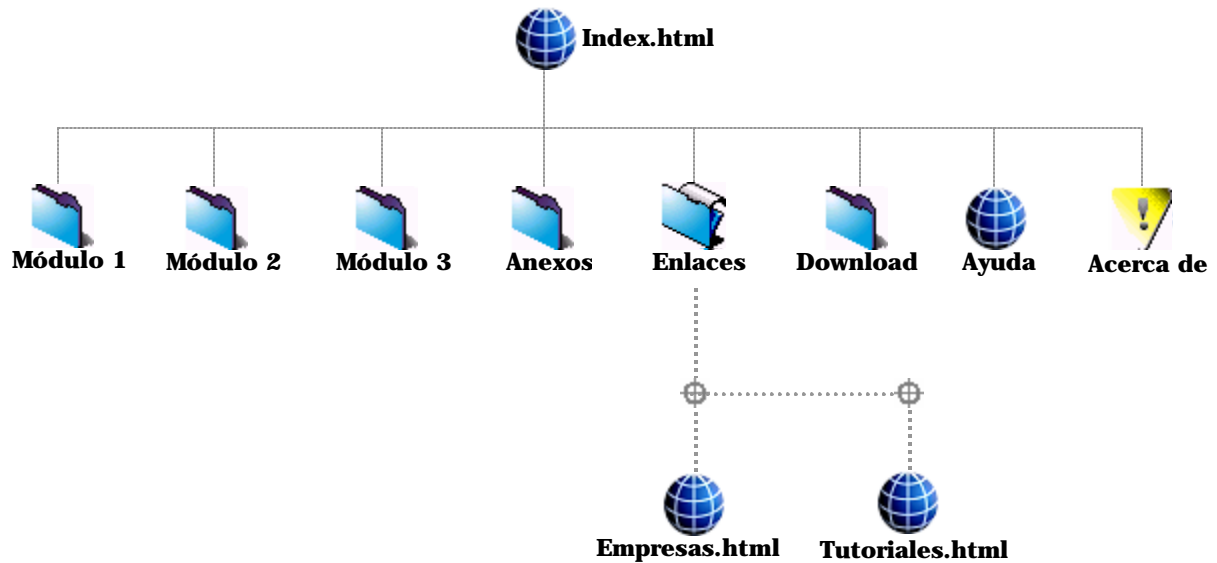 Index.html
Módulo 1
Módulo 2
Módulo 3
Anexos
Enlaces
Download
Ayuda
Acerca de
Empresas.html
Tutoriales.html